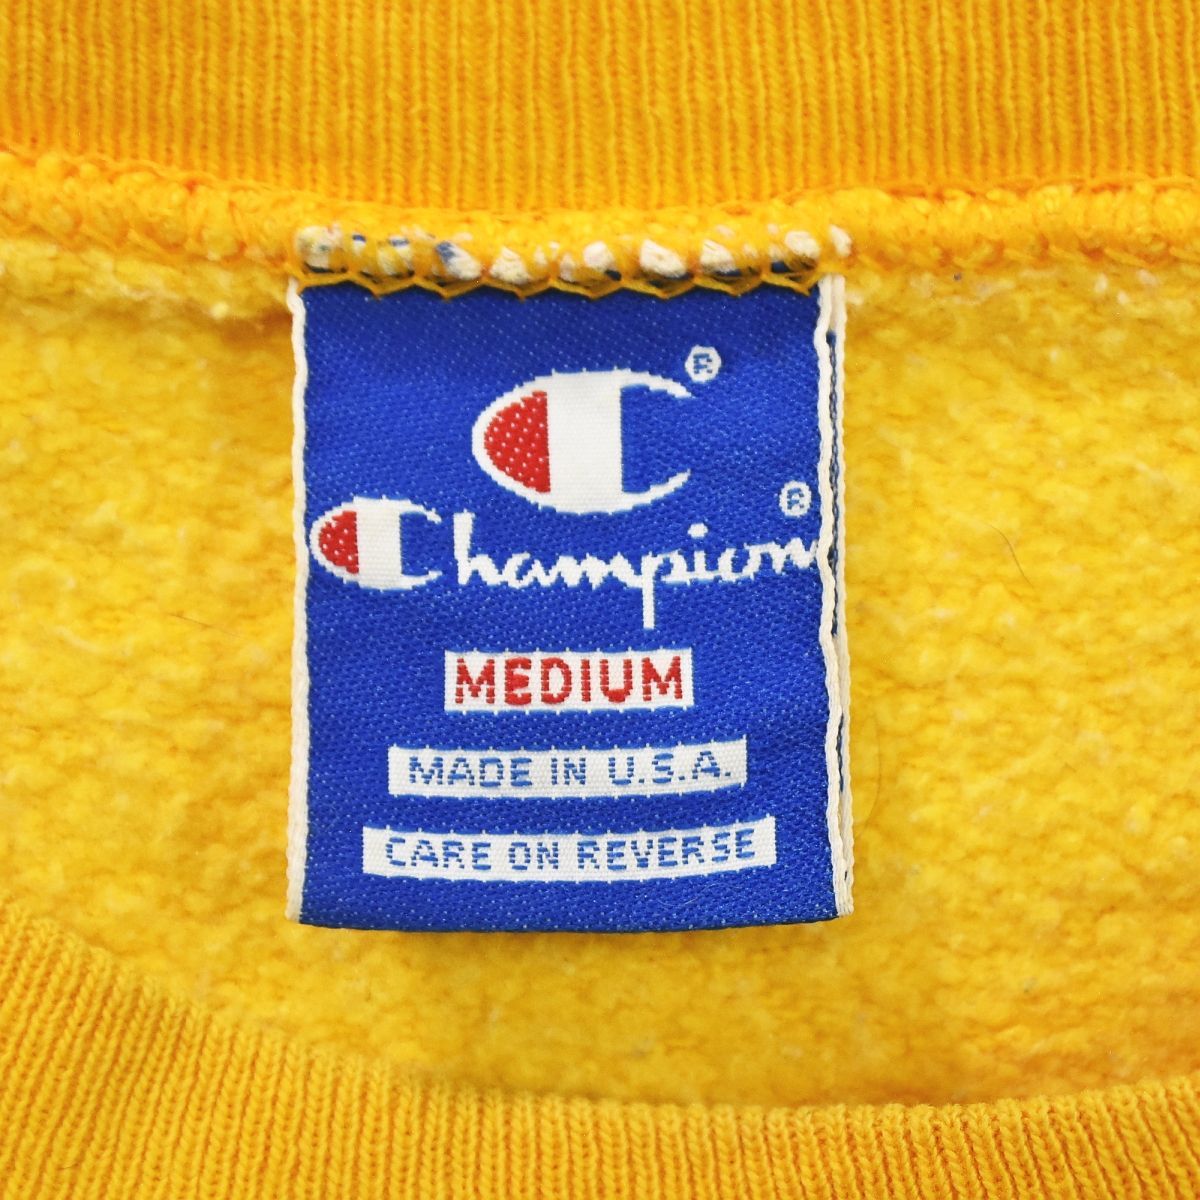 ®
Champion®
MEDIUM
MADE IN U.S.A.
CARE ON REVERSE